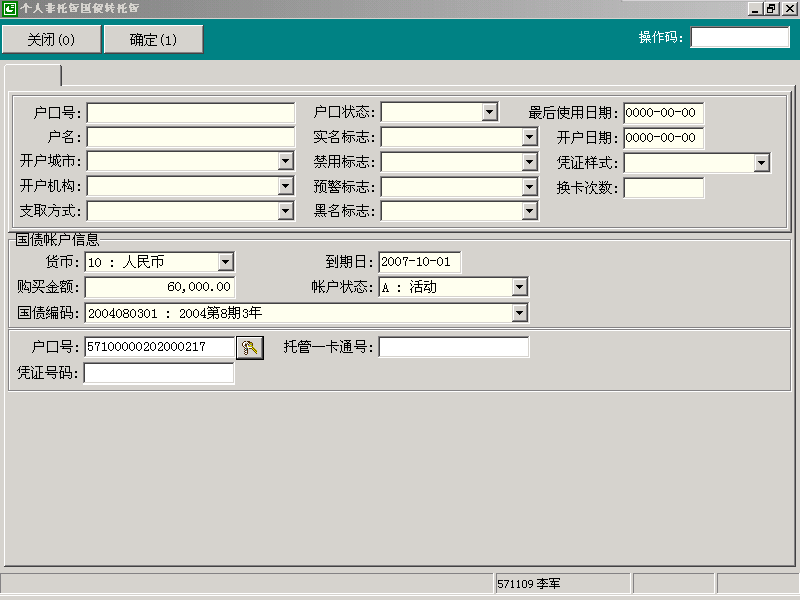 个人非托管国债转托管
关闭(0) 确定(1) 操作码:
户口号: 户口状态: 最后使用日期: 0000-00-00
户名: 实名标志: 开户日期: 0000-00-00
开户城市: 禁用标志: 凭证样式:
开户机构: 预警标志: 换卡次数:
支取方式: 黑名标志:
国债帐户信息
货币: 10 : 人民币 到期日: 2007-10-01
购买金额: 60,000.00 帐户状态: A : 活动
国债编码: 2004080301 : 2004第8期3年
户口号: 57100000202000217 托管一卡通号:
凭证号码:
571109 李军